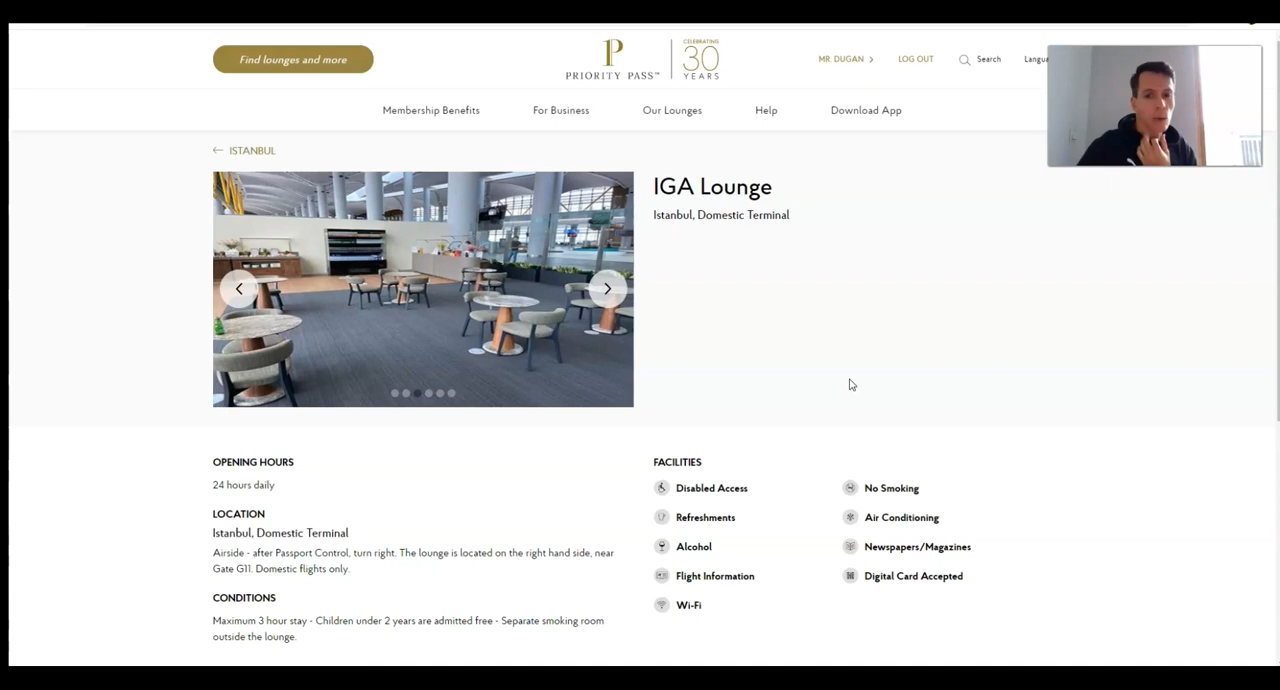 Find lounges and more
PRIORITY PASS™
CELEBRATING
30
YEARS
MR. DUGAN
LOG OUT
Search
Membership Benefits
For Business
Our Lounges
Help
Download App
ISTANBUL
IGA Lounge
Istanbul, Domestic Terminal
OPENING HOURS
24 hours daily
LOCATION
Istanbul, Domestic Terminal
Airside - after Passport Control, turn right. The lounge is located on the right hand side, near
Gate G11. Domestic flights only.
CONDITIONS
Maximum 3 hour stay - Children under 2 years are admitted free - Separate smoking room
outside the lounge.
FACILITIES
Disabled Access
No Smoking
Refreshments
Air Conditioning
Alcohol
Newspapers/Magazines
Flight Information
Digital Card Accepted
Wi-Fi